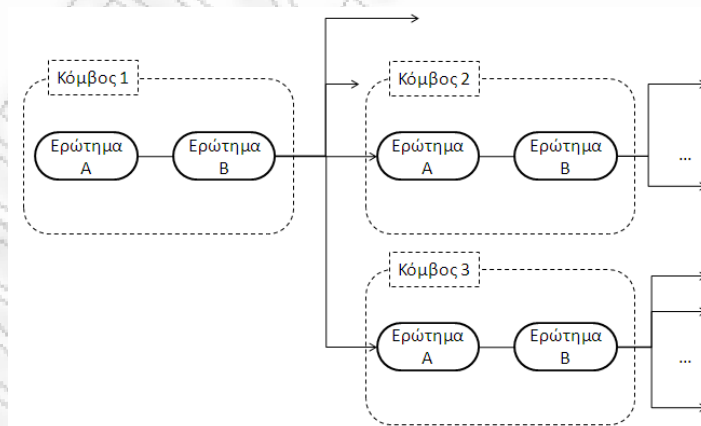 Κόμβος 1
Ερώτημα
Α
Ερώτημα
Β
Κόμβος 2
Ερώτημα
Α
Ερώτημα
Β
...
Κόμβος 3
Ερώτημα
Α
Ερώτημα
Β
...